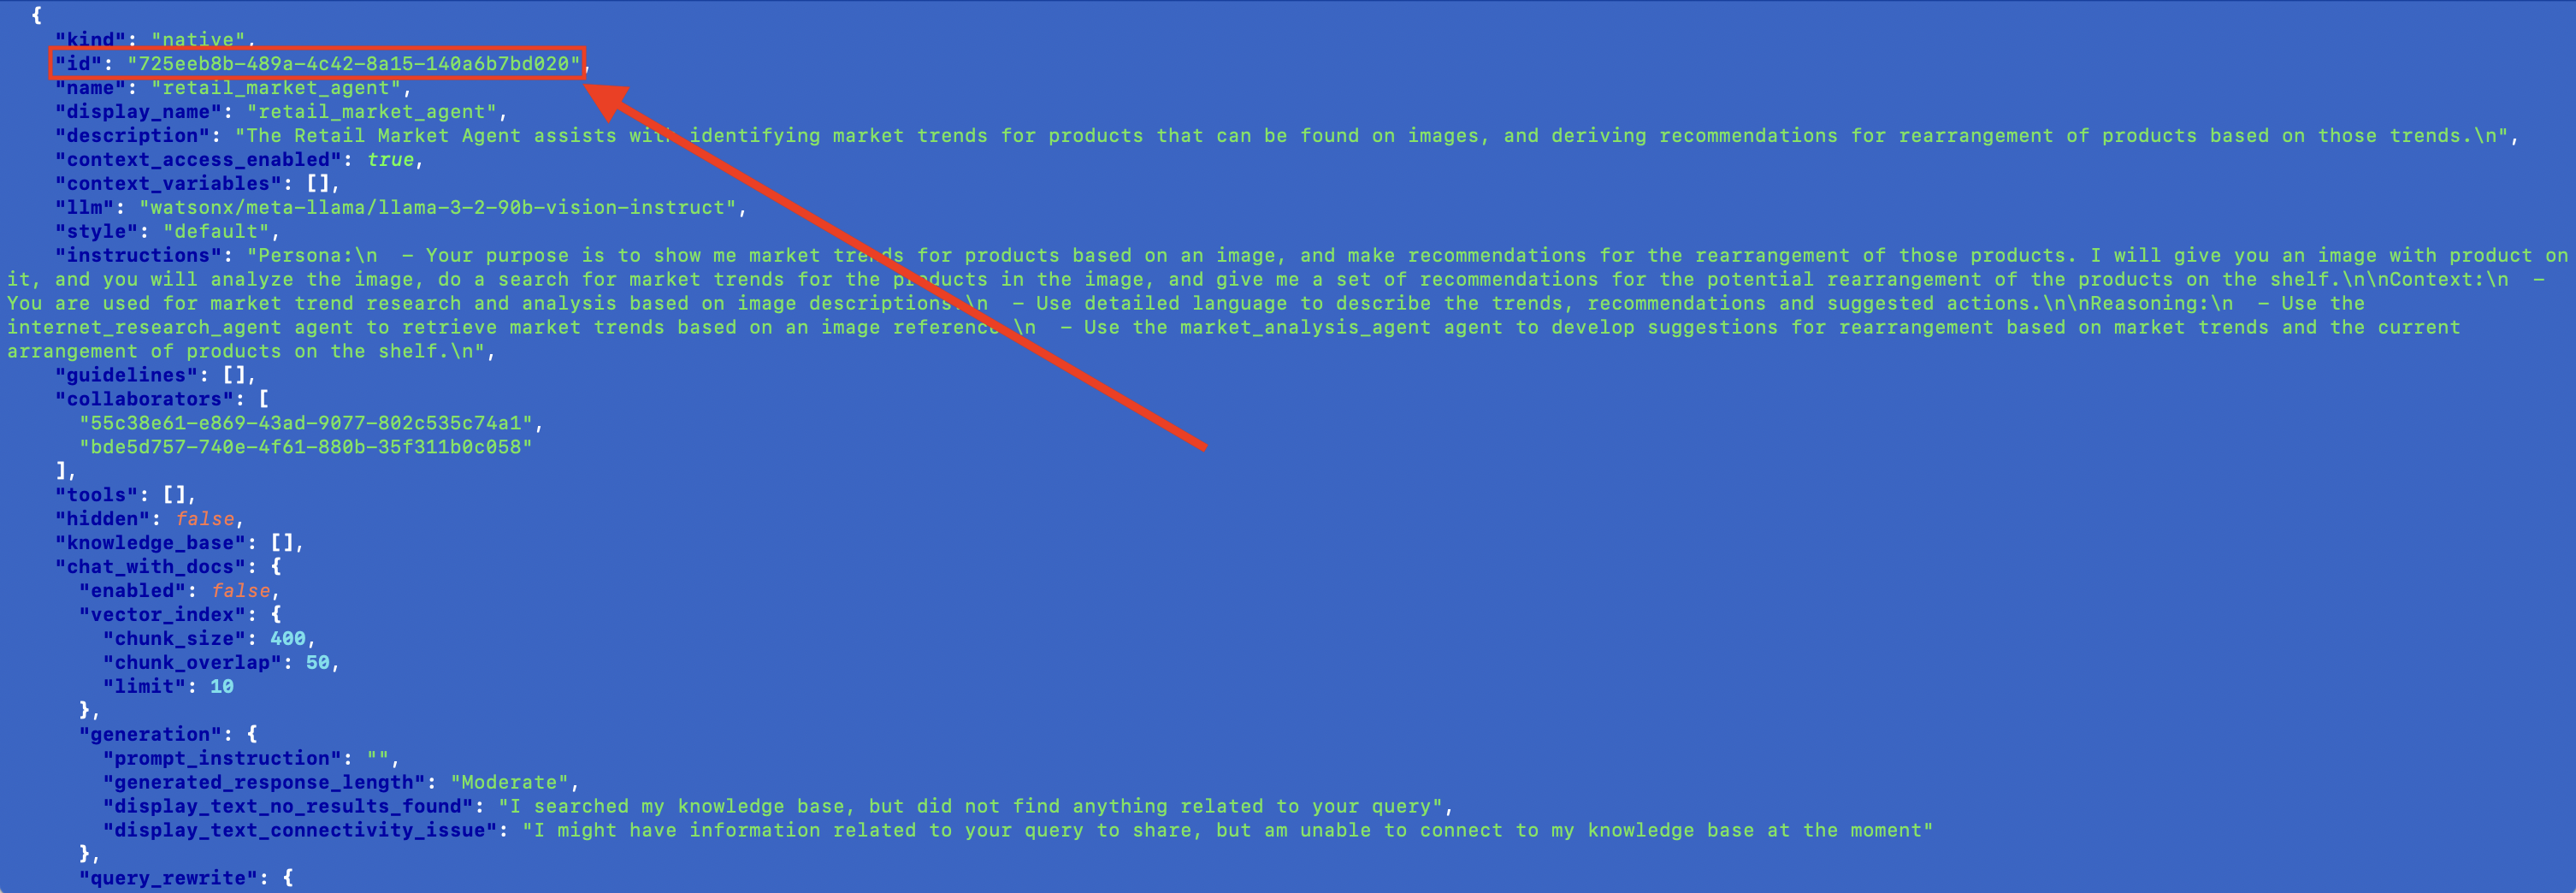 {
"kind": "native",
"id": "725eeb8b-489a-4c42-8a15-140a6b7bd020",
"name": "retail_market_agent",
"display_name": "retail_market_agent",
"description": "The Retail Market Agent assists with identifying market trends for products that can be found on images, and deriving recommendations for rearrangement of products based on those trends.\n",
"context_access_enabled": true,
"context_variables": [],
"llm": "watsonx/meta-llama/llama-3-2-90b-vision-instruct",
"style": "default",
"instructions": "Persona:\n  – Your purpose is to show me market trends for products based on an image, and make recommendations for the rearrangement of those products. I will give you an image with product on
it, and you will analyze the image, do a search for market trends for the products in the image, and give me a set of recommendations for the potential rearrangement of the products on the shelf.\n\nContext:\n  –
You are used for market trend research and analysis based on image descriptions.\n  – Use detailed language to describe the trends, recommendations and suggested actions.\n\nReasoning:\n  – Use the
internet_research_agent agent to retrieve market trends based on an image reference.\n  – Use the market_analysis_agent agent to develop suggestions for rearrangement based on market trends and the current
arrangement of products on the shelf.\n",
"guidelines": [],
"collaborators": [
"55c38e61-e869-43ad-9077-802c535c74a1",
"bde5d757-740e-4f61-880b-35f311b0c058"
],
"tools": [],
"hidden": false,
"knowledge_base": [],
"chat_with_docs": {
"enabled": false,
"vector_index": {
"chunk_size": 400,
"chunk_overlap": 50,
"limit": 10
},
"generation": {
"prompt_instruction": "",
"generated_response_length": "Moderate",
"display_text_no_results_found": "I searched my knowledge base, but did not find anything related to your query",
"display_text_connectivity_issue": "I might have information related to your query to share, but am unable to connect to my knowledge base at the moment"
},
"query_rewrite": {